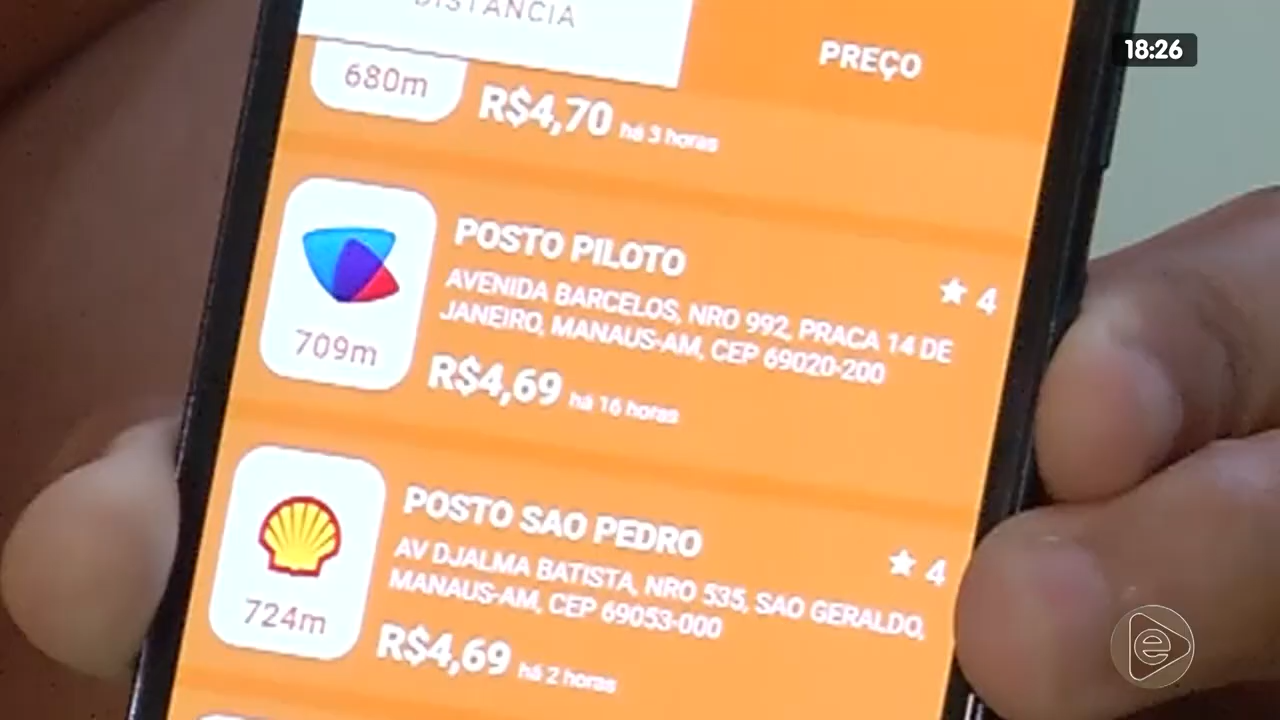 DISTÂNCIA
PREÇO
18:26
680m
R$4,70 há 3 horas
POSTO PILOTO
★ 4
AVENIDA BARCELOS, NRO 992, PRACA 14 DE
JANEIRO, MANAUS-AM, CEP 69020-200
709m
R$4,69 há 16 horas
POSTO SAO PEDRO
★ 4
AV DJALMA BATISTA, NRO 535, SAO GERALDO,
MANAUS-AM, CEP 69053-000
724m
R$4,69 há 2 horas
e